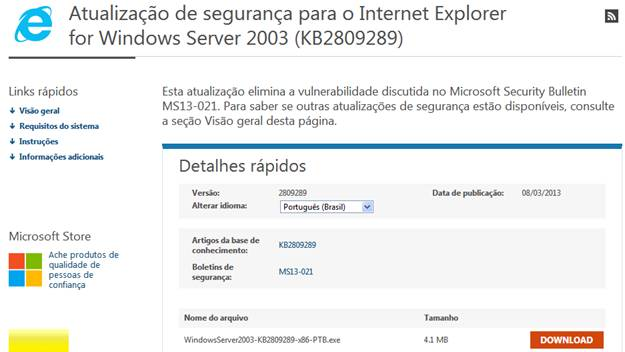 Atualização de segurança para o Internet Explorer
for Windows Server 2003 (KB2809289)
Links rápidos
Visão geral
Requisitos do sistema
Instruções
Informações adicionais
Esta atualização elimina a vulnerabilidade discutida no Microsoft Security Bulletin
MS13-021. Para saber se outras atualizações de segurança estão disponíveis, consulte
a seção Visão geral desta página.
Detalhes rápidos
Versão: 2809289 Data de publicação: 08/03/2013
Alterar idioma: Português (Brasil)
Artigos da base de
conhecimento: KB2809289
Boletins de
segurança: MS13-021
Microsoft Store
Ache produtos de
qualidade de
pessoas de
confiança
Nome do arquivo Tamanho
WindowsServer2003-KB2809289-x86-PTB.exe 4.1 MB DOWNLOAD